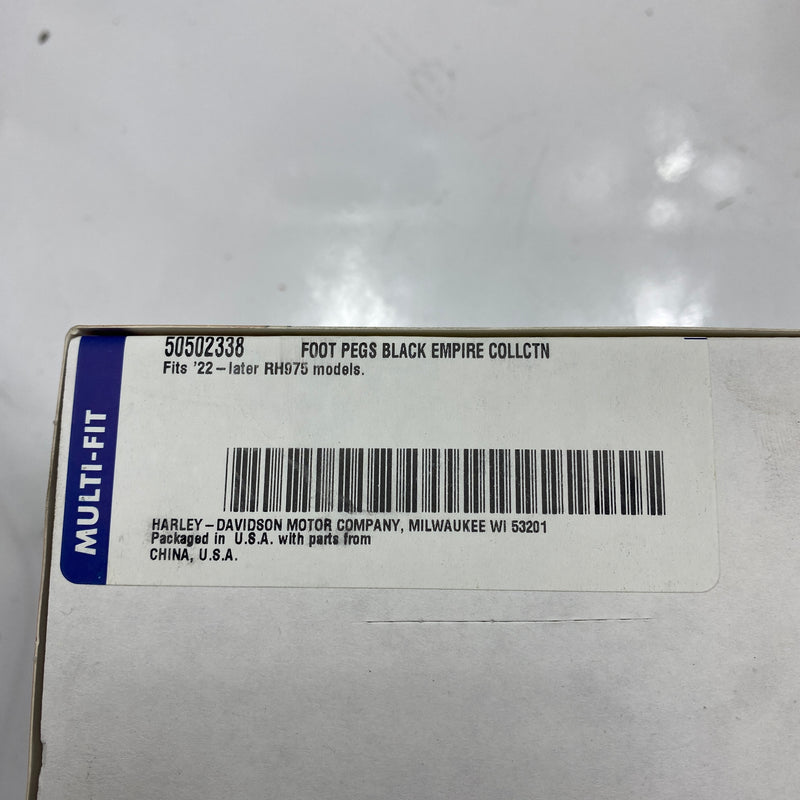 50502338 FOOT PEGS BLACK EMPIRE COLLCTN
Fits '22-later RH975 models.
MULTI-FIT
HARLEY-DAVIDSON MOTOR COMPANY, MILWAUKEE WI 53201
Packaged in U.S.A. with parts from
CHINA, U.S.A.